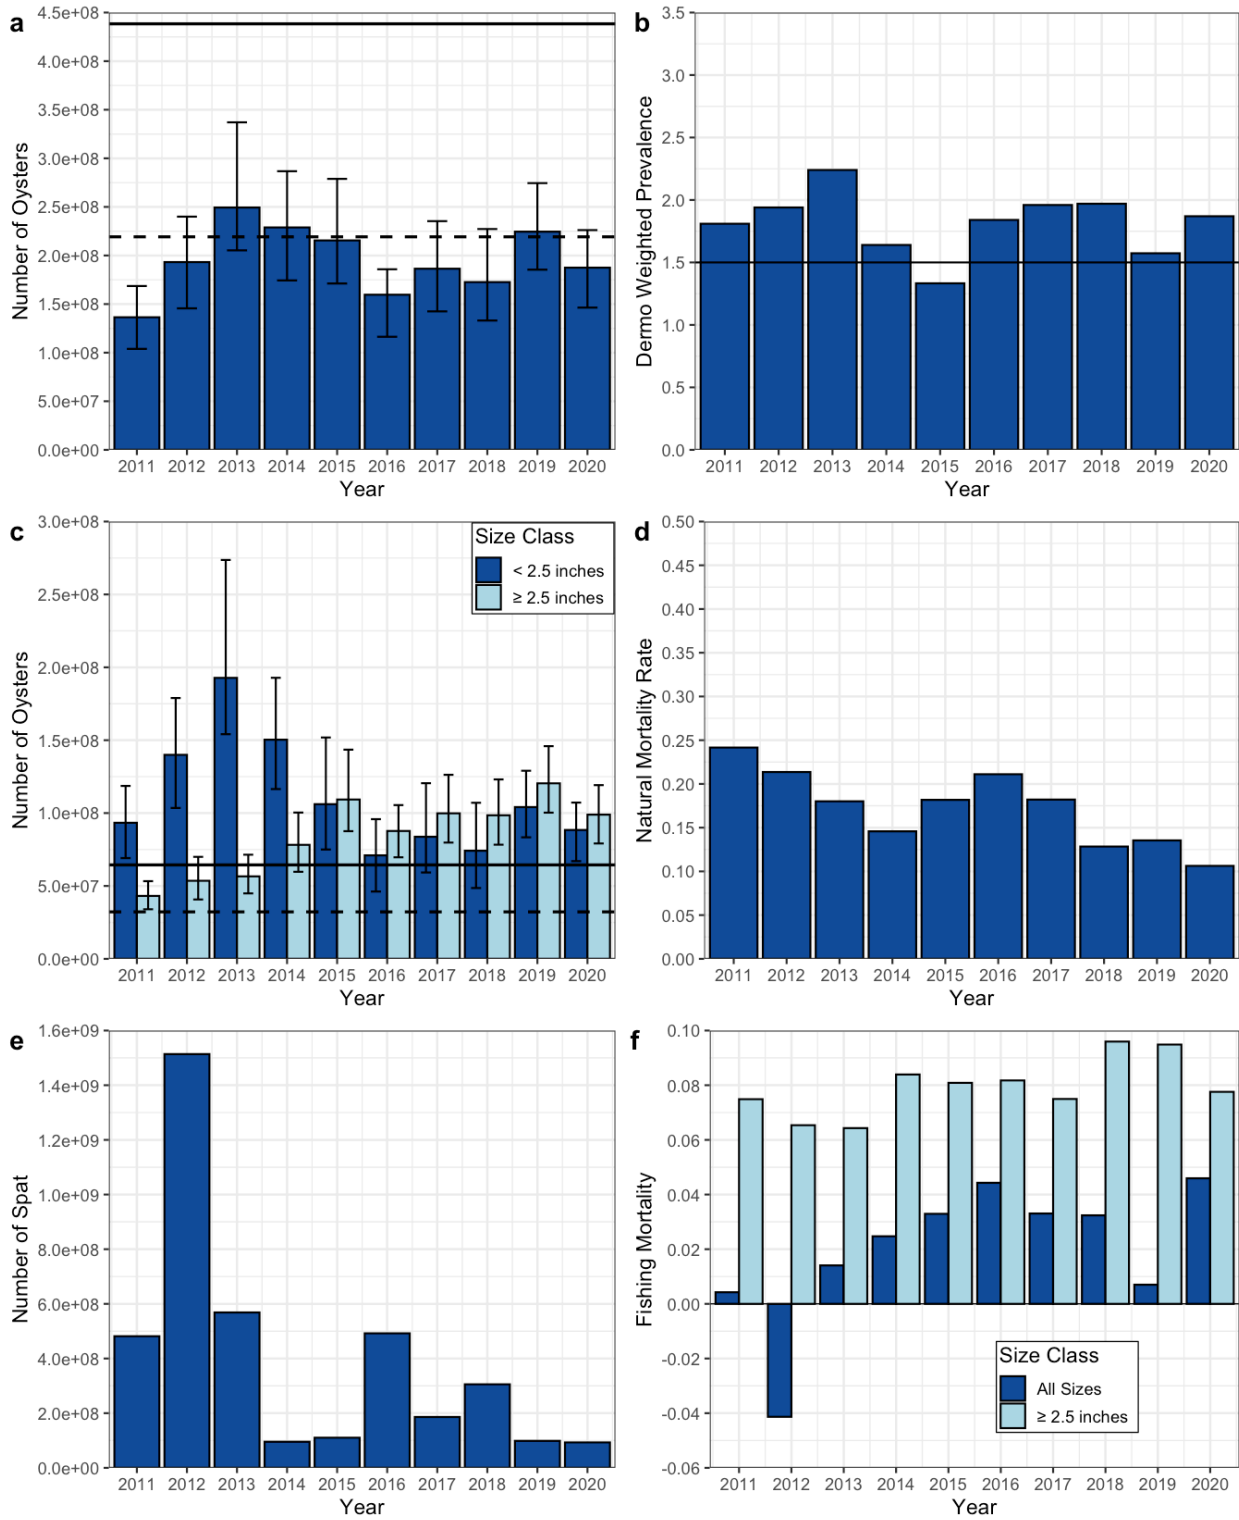 a
Number of Oysters
4.5e+08
4.0e+08
3.5e+08
3.0e+08
2.5e+08
2.0e+08
1.5e+08
1.0e+08
5.0e+07
0.0e+00
2011 2012 2013 2014 2015 2016 2017 2018 2019 2020
Year
b
Dermo Weighted Prevalence
3.5
3.0
2.5
2.0
1.5
1.0
0.5
0.0
2011 2012 2013 2014 2015 2016 2017 2018 2019 2020
Year
c
Number of Oysters
3.0e+08
2.5e+08
2.0e+08
1.5e+08
1.0e+08
5.0e+07
0.0e+00
Size Class
< 2.5 inches
≥ 2.5 inches
2011 2012 2013 2014 2015 2016 2017 2018 2019 2020
Year
d
Natural Mortality Rate
0.50
0.45
0.40
0.35
0.30
0.25
0.20
0.15
0.10
0.05
0.00
2011 2012 2013 2014 2015 2016 2017 2018 2019 2020
Year
e
Number of Spat
1.6e+09
1.4e+09
1.2e+09
1.0e+09
8.0e+08
6.0e+08
4.0e+08
2.0e+08
0.0e+00
2011 2012 2013 2014 2015 2016 2017 2018 2019 2020
Year
f
Fishing Mortality
0.10
0.08
0.06
0.04
0.02
0.00
-0.02
-0.04
-0.06
Size Class
All Sizes
≥ 2.5 inches
2011 2012 2013 2014 2015 2016 2017 2018 2019 2020
Year